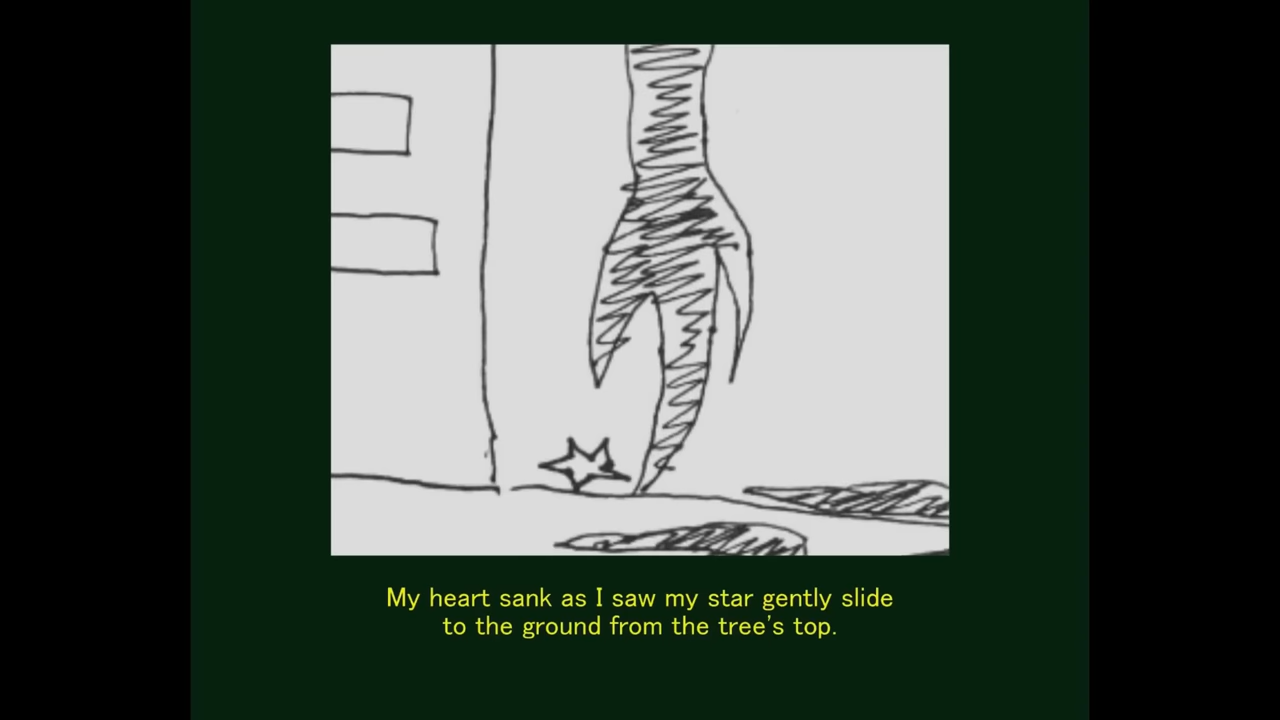 My heart sank as I saw my star gently slide
to the ground from the tree's top.